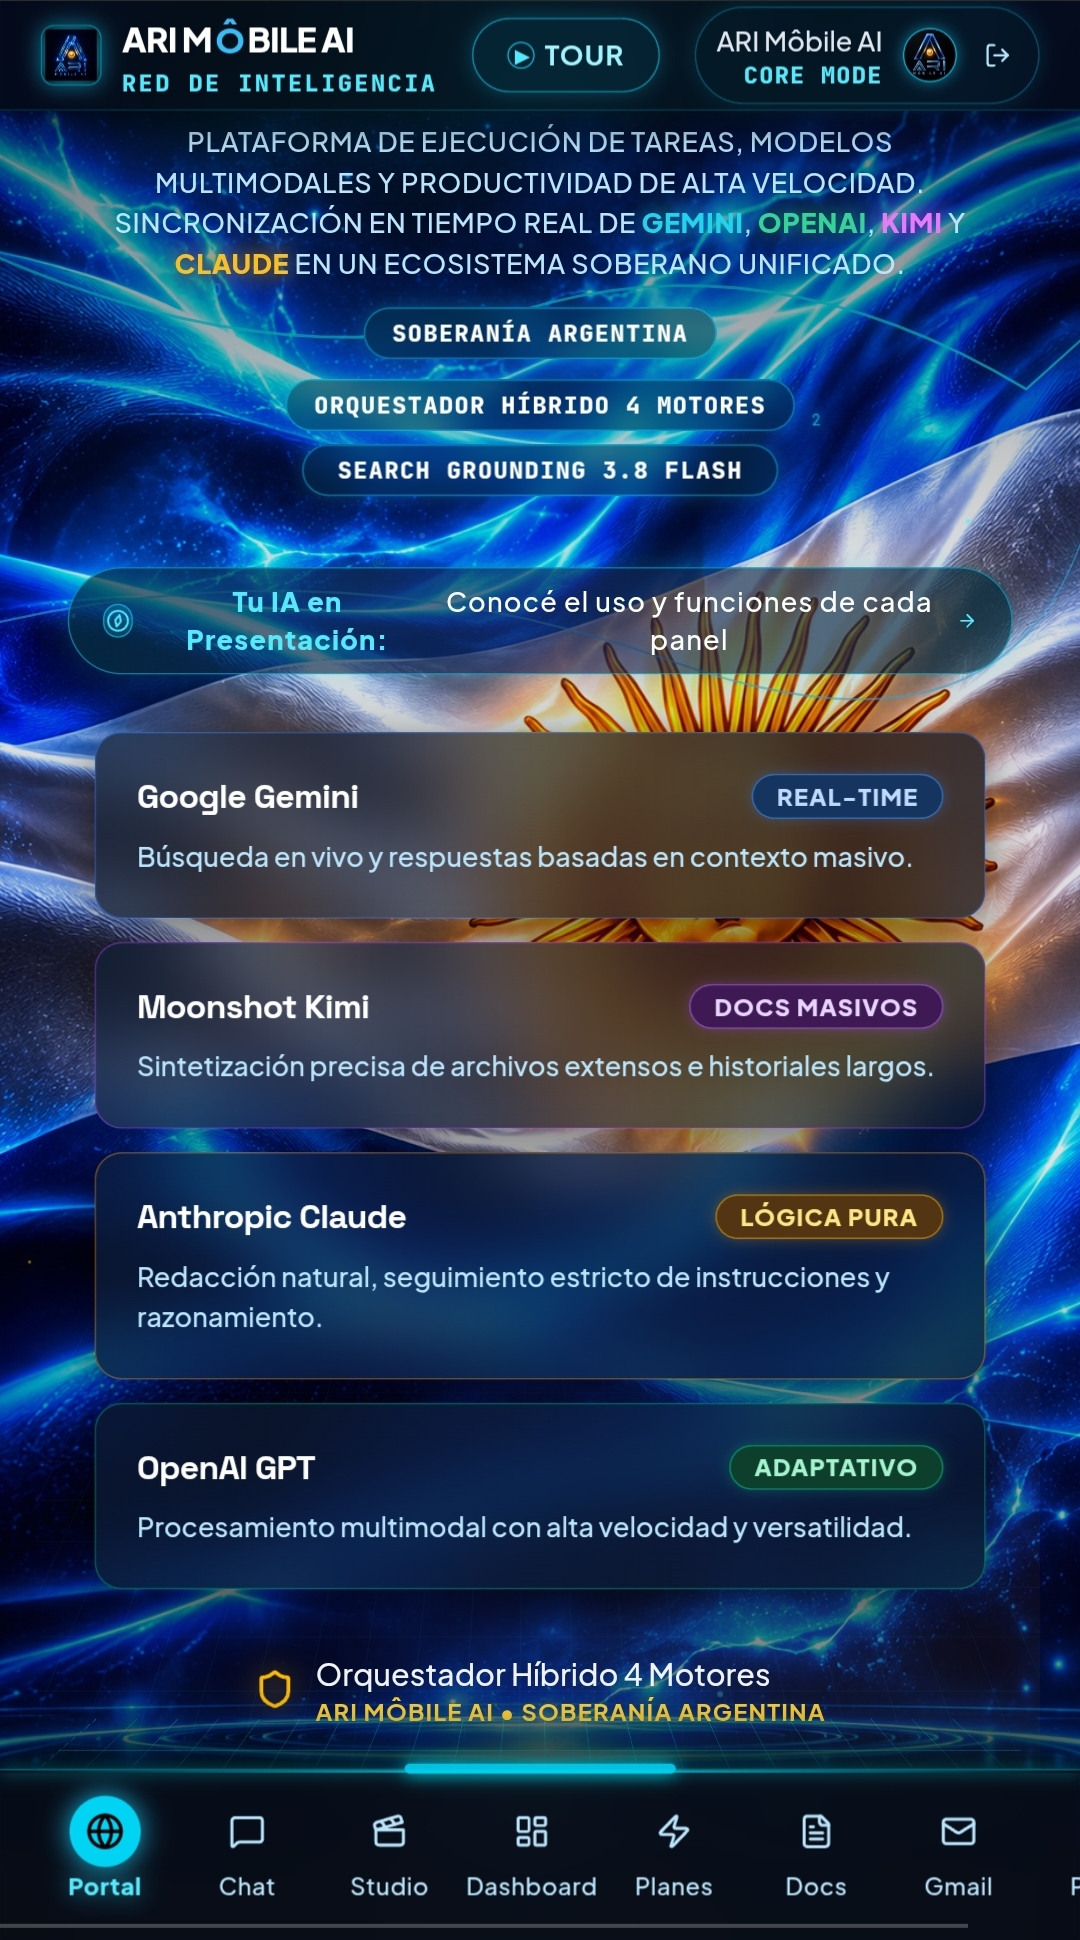 ARI MÔBILE AI
RED DE INTELIGENCIA
TOUR
ARI Môbile AI
CORE MODE
PLATAFORMA DE EJECUCIÓN DE TAREAS, MODELOS
MULTIMODALES Y PRODUCTIVIDAD DE ALTA VELOCIDAD.
SINCRONIZACIÓN EN TIEMPO REAL DE GEMINI, OPENAI, KIMI Y
CLAUDE EN UN ECOSISTEMA SOBERANO UNIFICADO.
SOBERANÍA ARGENTINA
ORQUESTADOR HÍBRIDO 4 MOTORES
2
SEARCH GROUNDING 3.8 FLASH
Tu IA en
Presentación:
Conocé el uso y funciones de cada
panel
Google Gemini
REAL-TIME
Búsqueda en vivo y respuestas basadas en contexto masivo.
Moonshot Kimi
DOCS MASIVOS
Sintetización precisa de archivos extensos e historiales largos.
Anthropic Claude
LÓGICA PURA
Redacción natural, seguimiento estricto de instrucciones y
razonamiento.
OpenAI GPT
ADAPTATIVO
Procesamiento multimodal con alta velocidad y versatilidad.
Orquestador Híbrido 4 Motores
ARI MÔBILE AI • SOBERANÍA ARGENTINA
Portal
Chat
Studio
Dashboard
Planes
Docs
Gmail